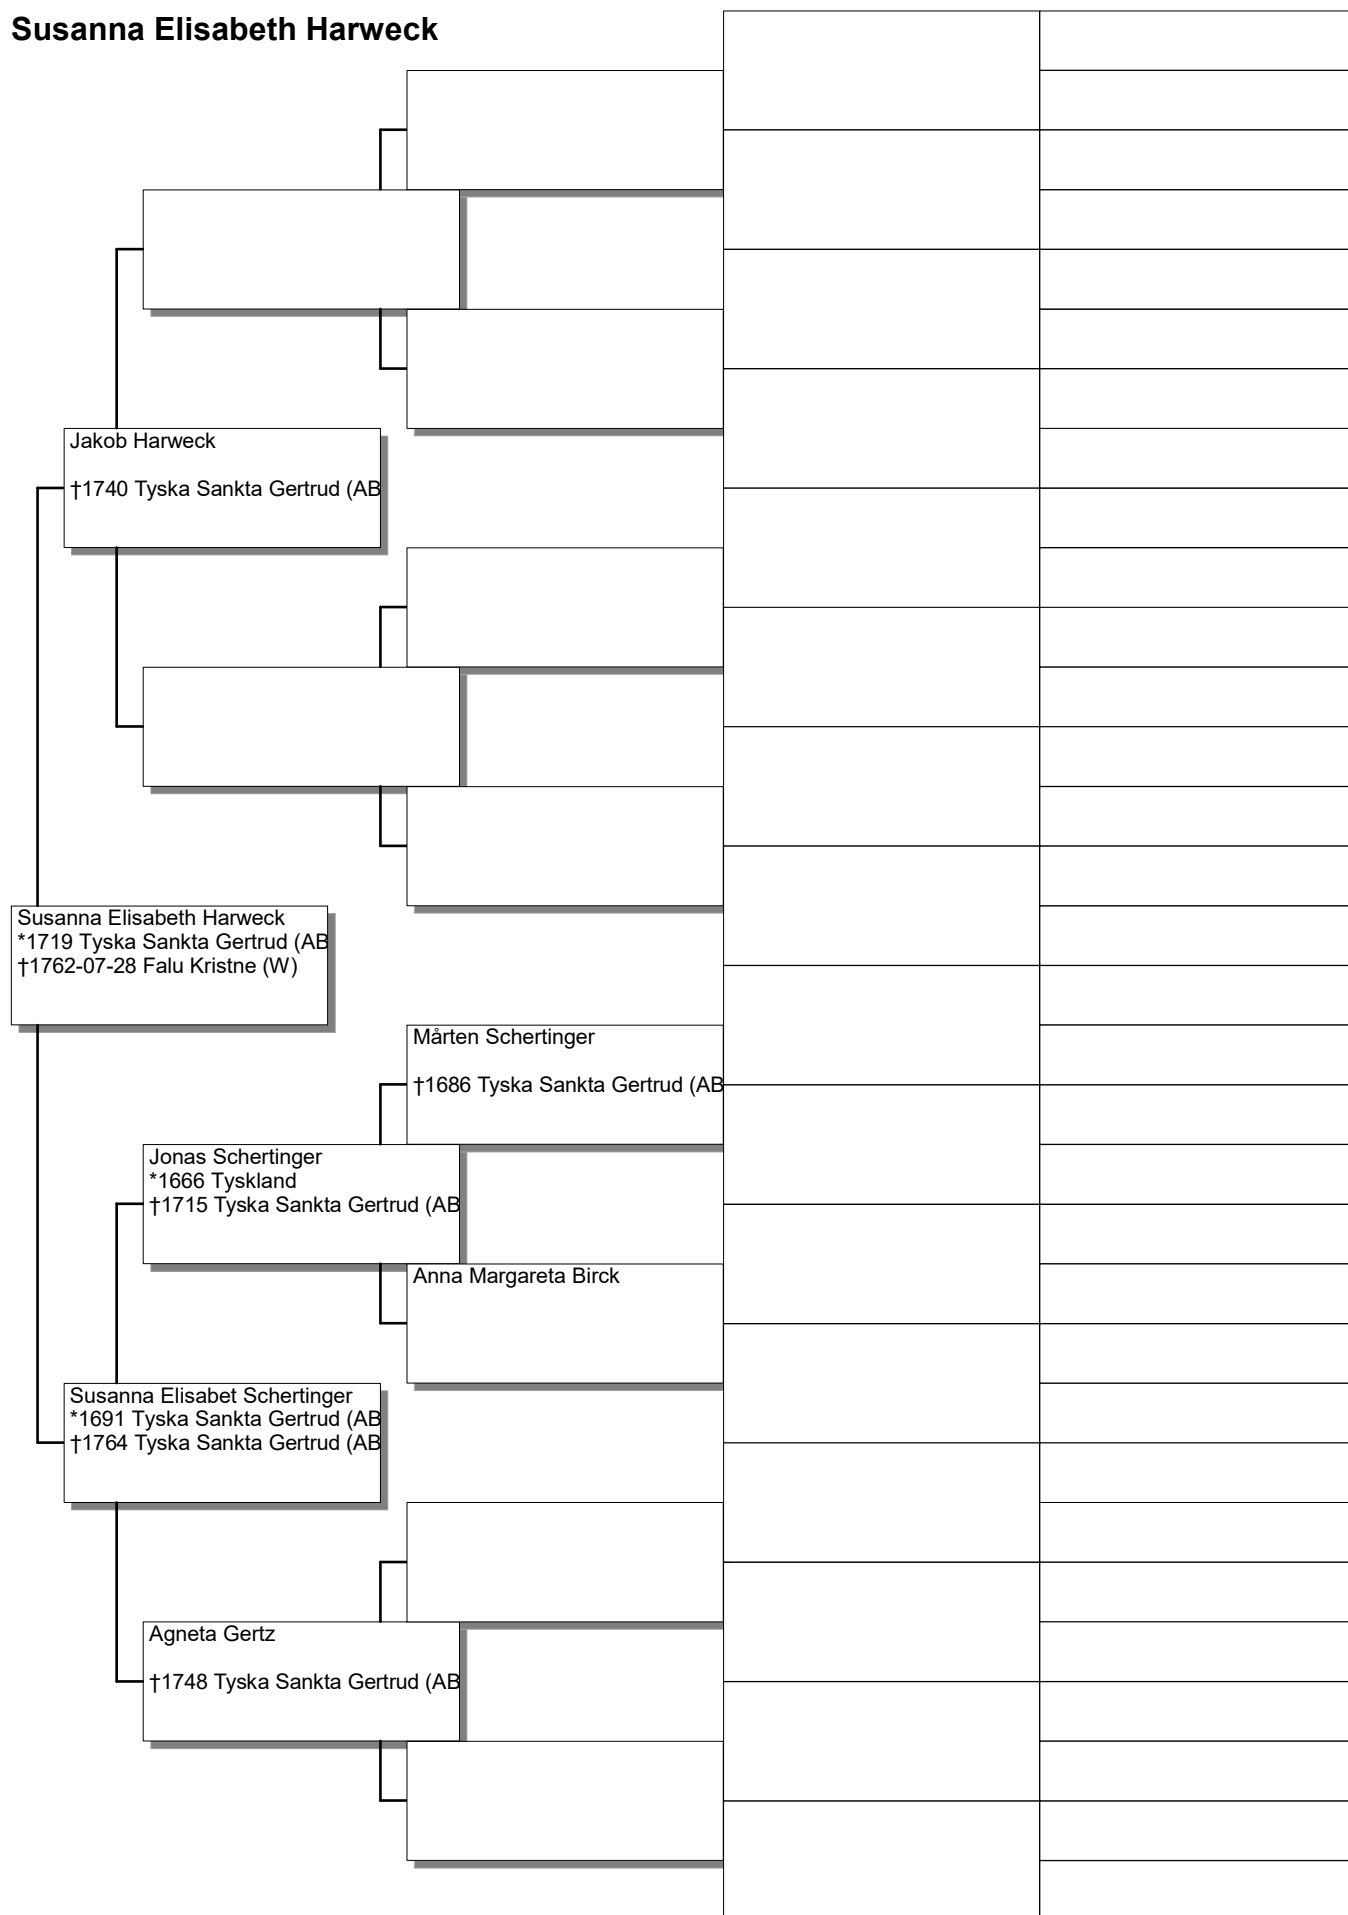 Susanna Elisabeth Harweck
Jakob Harweck
†1740 Tyska Sankta Gertrud (AB
Susanna Elisabeth Harweck
*1719 Tyska Sankta Gertrud (AB
†1762-07-28 Falu Kristne (W)
Mårten Schertinger
†1686 Tyska Sankta Gertrud (AB
Jonas Schertinger
*1666 Tyskland
†1715 Tyska Sankta Gertrud (AB
Anna Margareta Birck
Susanna Elisabet Schertinger
*1691 Tyska Sankta Gertrud (AB
†1764 Tyska Sankta Gertrud (AB
Agneta Gertz
†1748 Tyska Sankta Gertrud (AB